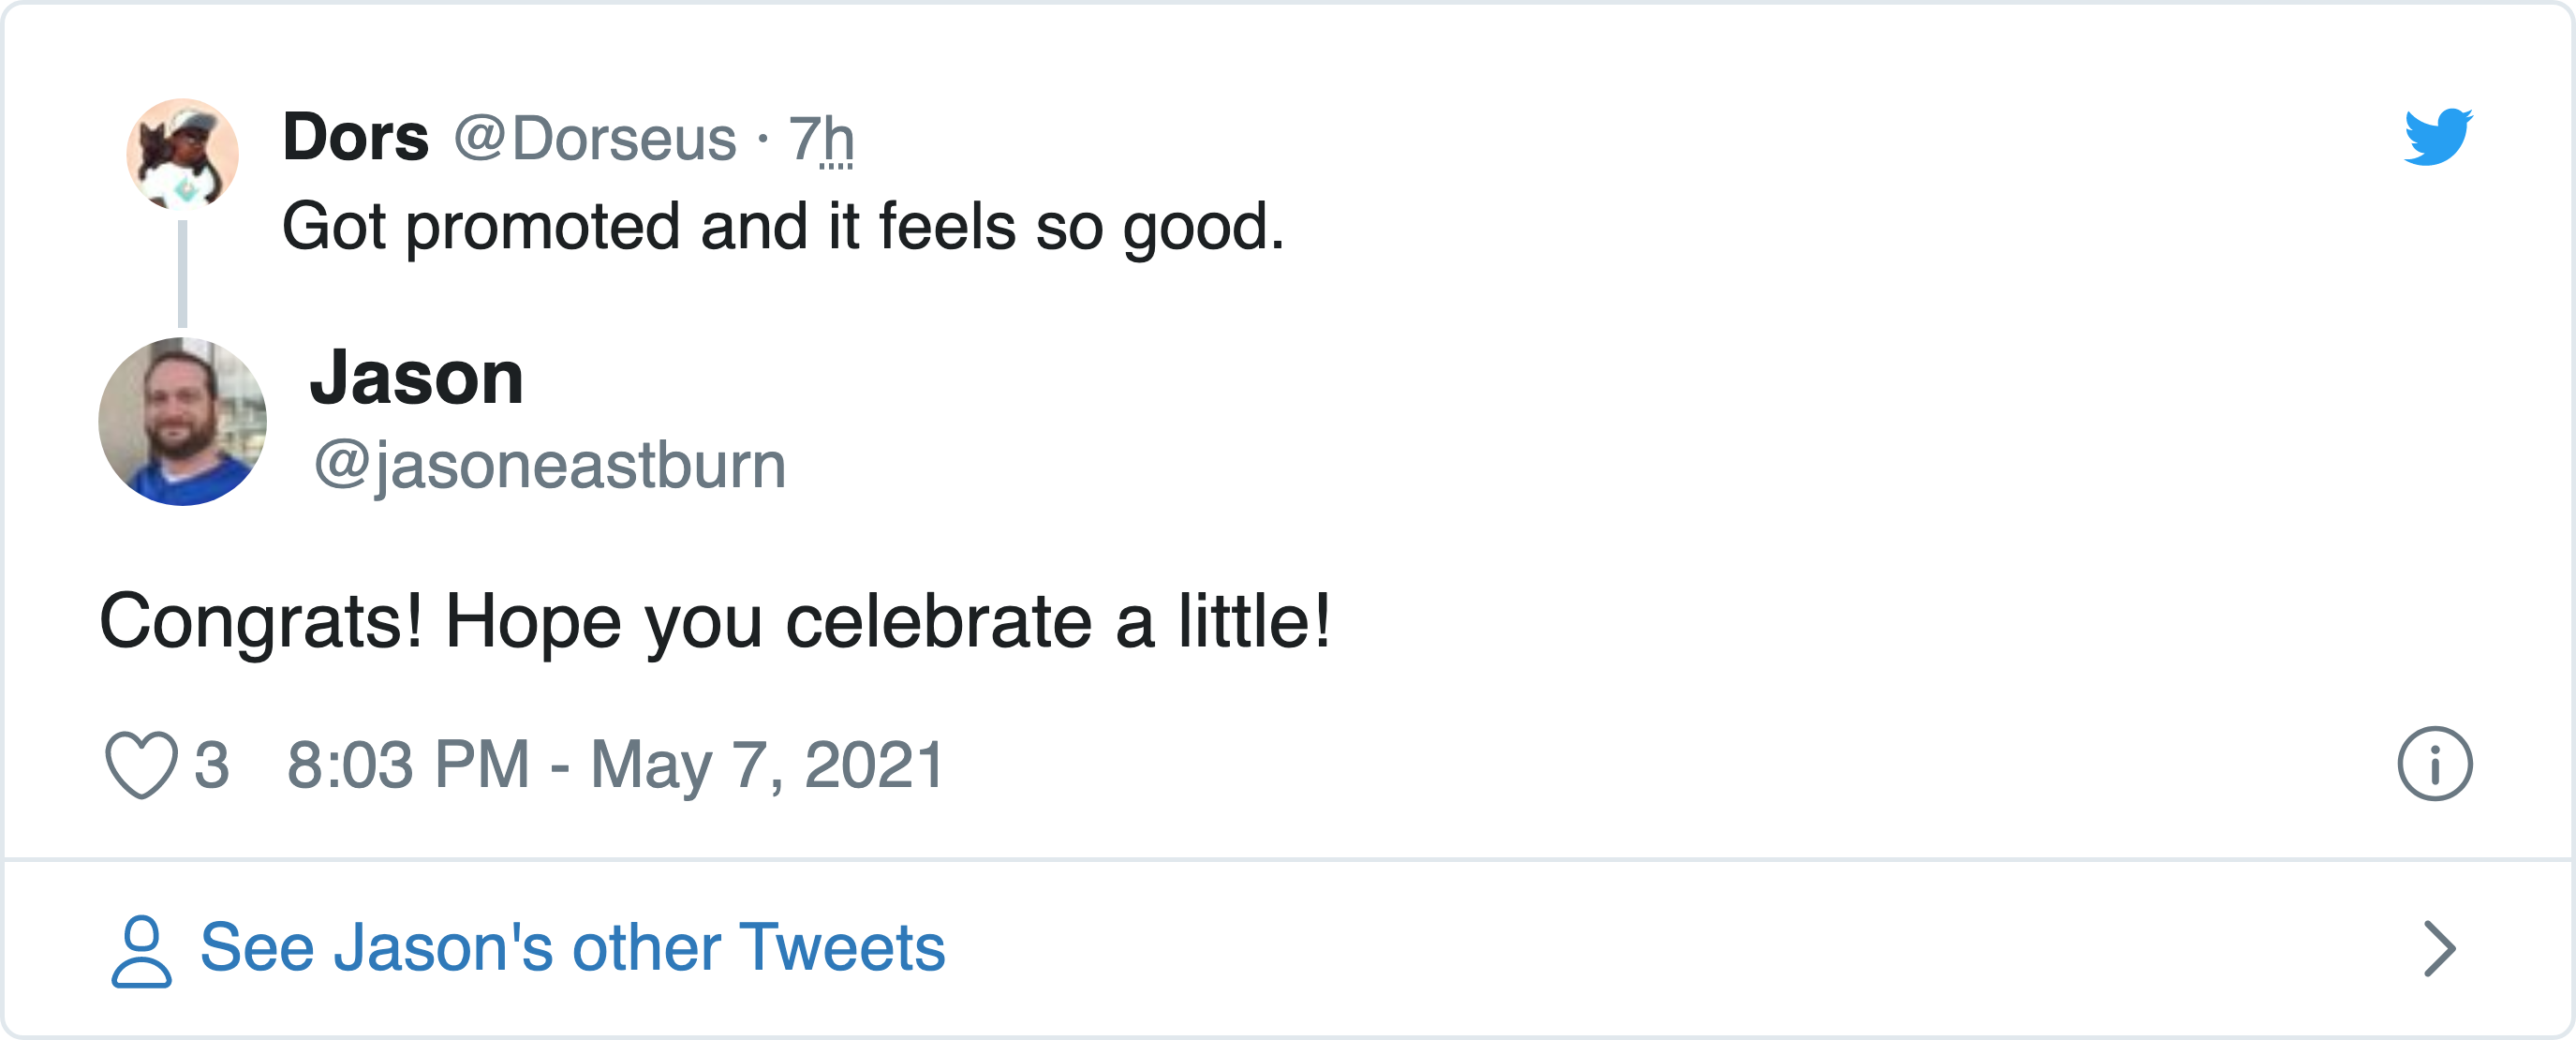 Dors @Dorseus · 7h
Got promoted and it feels so good.
Jason
@jasoneastburn
Congrats! Hope you celebrate a little!
3 8:03 PM - May 7, 2021
See Jason's other Tweets